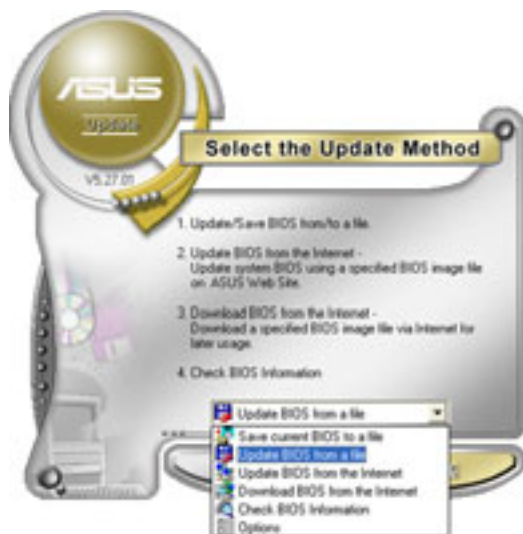 ASUS
Update
V5.27.01
Select the Update Method
1. Update/Save BIOS from/to a file.
2. Update BIOS from the Internet -
Update system BIOS using a specified BIOS image file
on ASUS Web Site.
3. Download BIOS from the Internet -
Download a specified BIOS image file via Internet for
later usage.
4. Check BIOS Information
Update BIOS from a file
Save current BIOS to a file
Update BIOS from a file
Update BIOS from the Internet
Download BIOS from the Internet
Check BIOS Information
Options